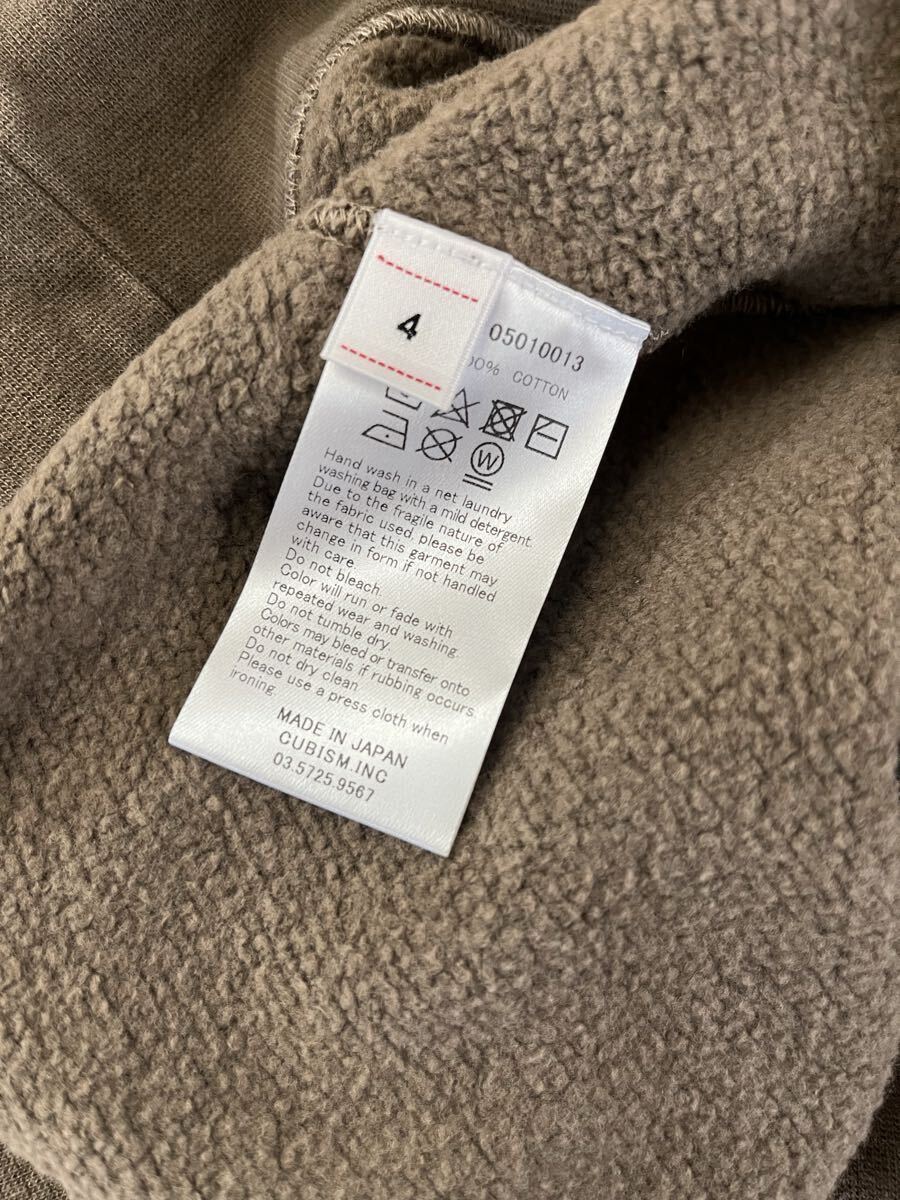 4
05010013
00% COTTON
W
Hand wash in a net laundry
washing bag with a mild detergent.
Due to the fragile nature of
the fabric used, please be
aware that this garment may
change in form if not handled
with care.
Do not bleach.
Color will run or fade with
repeated wear and washing.
Do not tumble dry.
Colors may bleed or transfer onto
other materials if rubbing occurs.
Do not dry clean.
Please use a press cloth when
ironing.
MADE IN JAPAN
CUBISM.INC
03.5725.9567